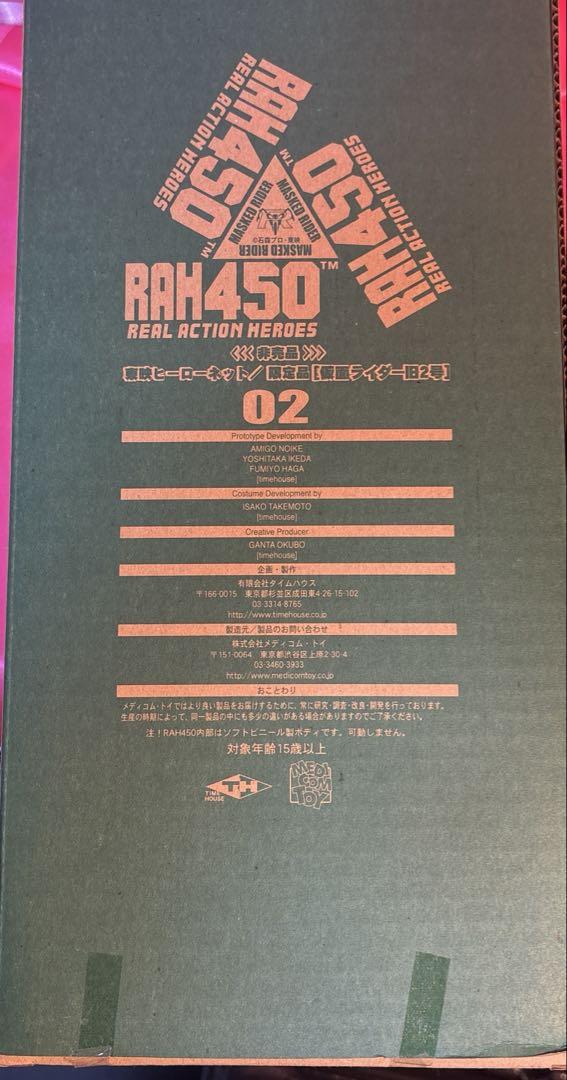 RAH450™
REAL ACTION HEROES
RAH450™
REAL ACTION HEROES
MASKED RIDER
MASKED RIDER
MASKED RIDER
©石森プロ・東映
RAH450™
REAL ACTION HEROES
<<< 非売品 >>>
東映ヒーローネット/限定品【仮面ライダー旧2号】
02
Prototype Development by
AMIGO NOIKE
YOSHITAKA IKEDA
FUMIYO HAGA
[timehouse]
Costume Development by
ISAKO TAKEMOTO
[timehouse]
Creative Producer
GANTA OKUBO
[timehouse]
企画・製作
有限会社タイムハウス
〒166-0015 東京都杉並区成田東4-26-15-102
03-3314-8765
http://www.timehouse.co.jp
製造元/製品のお問い合わせ
株式会社メディコム・トイ
〒151-0064 東京都渋谷区上原2-30-4
03-3460-3933
http://www.medicomtoy.co.jp
おことわり
メディコム・トイではより良い製品をお届けするために、常に研究・調査・改良・開発を行っております。
生産の時期によって、同一製品の中にも多少の違いがある場合がありますのでご了承ください。
注!RAH450内部はソフトビニール製ボディです。可動しません。
対象年齢15歳以上
TH
TIME HOUSE
MEDI
COM
TOY